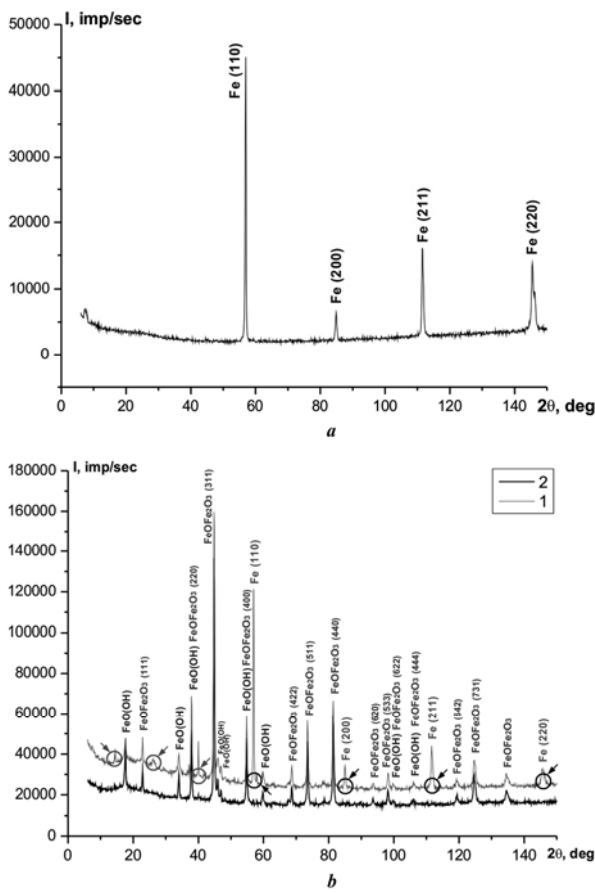 I, imp/sec
50000
40000
30000
20000
10000
0
Fe (110)
Fe (200)
Fe (211)
Fe (220)
0 20 40 60 80 100 120 140 2θ, deg
a
I, imp/sec
180000
160000
140000
120000
100000
80000
60000
40000
20000
0
2
1
FeO(OH)
FeOFe2O3 (111)
FeO(OH)
FeO(OH) FeOFe2O3 (220)
FeOFe2O3 (311)
FeO(OH)
FeO(OH)
FeO(OH) FeOFe2O3 (400)
Fe (110)
FeO(OH)
FeOFe2O3 (422)
FeOFe2O3 (511)
FeOFe2O3 (440)
Fe (200)
FeOFe2O3 (620)
FeOFe2O3 (533)
FeO(OH) FeOFe2O3 (622)
FeO(OH) FeOFe2O3 (444)
Fe (211)
FeOFe2O3 (642)
FeOFe2O3 (731)
FeOFe2O3
Fe (220)
0 20 40 60 80 100 120 140 2θ, deg
b